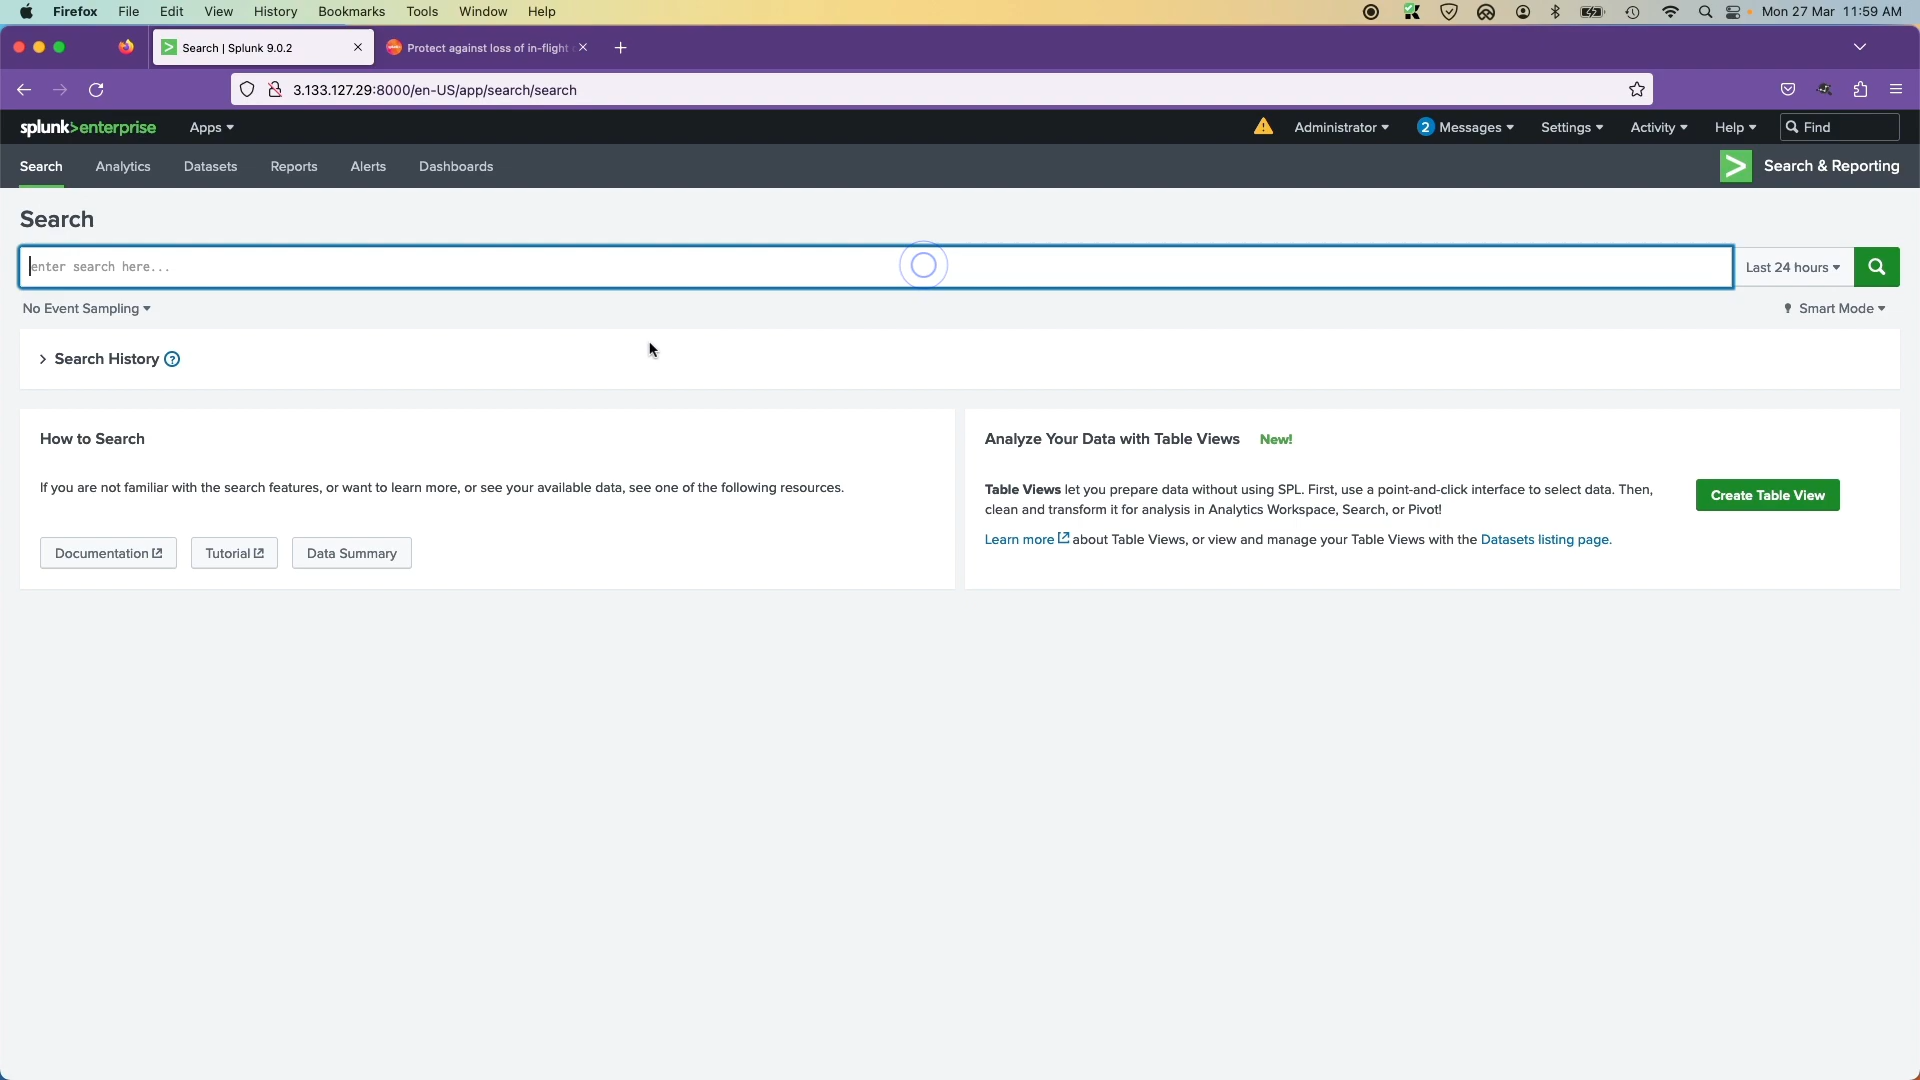 Firefox File Edit View History Bookmarks Tools Window Help Mon 27 Mar 11:59 AM
Search | Splunk 9.0.2 Protect against loss of in-flight
3.133.127.29:8000/en-US/app/search/search
splunk>enterprise Apps Administrator 2 Messages Settings Activity Help Find
Search Analytics Datasets Reports Alerts Dashboards Search & Reporting
Search
enter search here... Last 24 hours
No Event Sampling Smart Mode
Search History ?
How to Search
If you are not familiar with the search features, or want to learn more, or see your available data, see one of the following resources.
Documentation Tutorial Data Summary
Analyze Your Data with Table Views New!
Table Views let you prepare data without using SPL. First, use a point-and-click interface to select data. Then,
clean and transform it for analysis in Analytics Workspace, Search, or Pivot!
Learn more about Table Views, or view and manage your Table Views with the Datasets listing page.
Create Table View